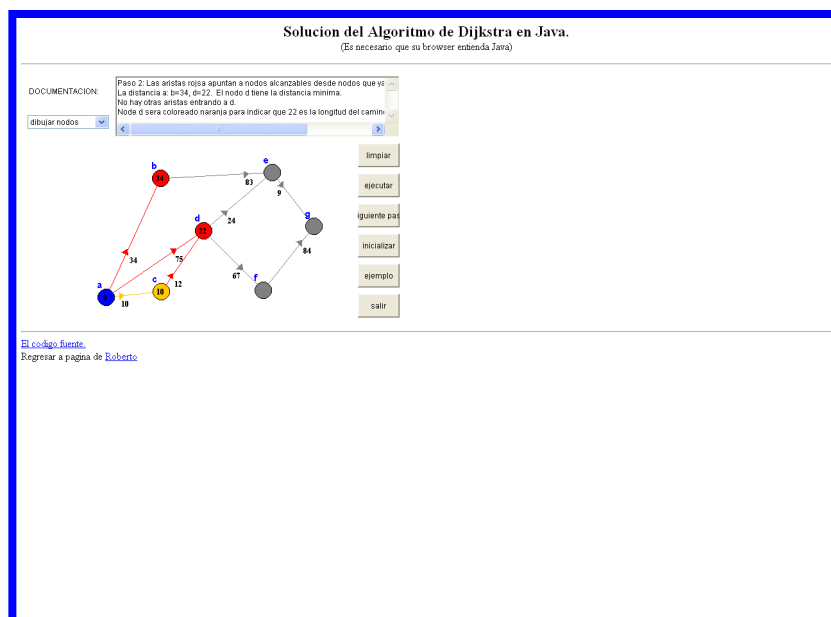 Solucion del Algoritmo de Dijkstra en Java.
(Es necesario que su browser entienda Java)
DOCUMENTACION:
Paso 2: Las aristas rojsa apuntan a nodos alcanzables desde nodos que ya
La distancia a: b=34, d=22. El nodo d tiene la distancia minima.
No hay otras aristas entrando a d.
Node d sera coloreado naranja para indicar que 22 es la longitud del camin
dibujar nodos
limpiar
ejecutar
iguiente pas
inicializar
ejemplo
salir
b
34
e
83
9
d
22
24
g
34
75
84
a
c
10
12
67
f
10
El codigo fuente.
Regresar a pagina de Roberto